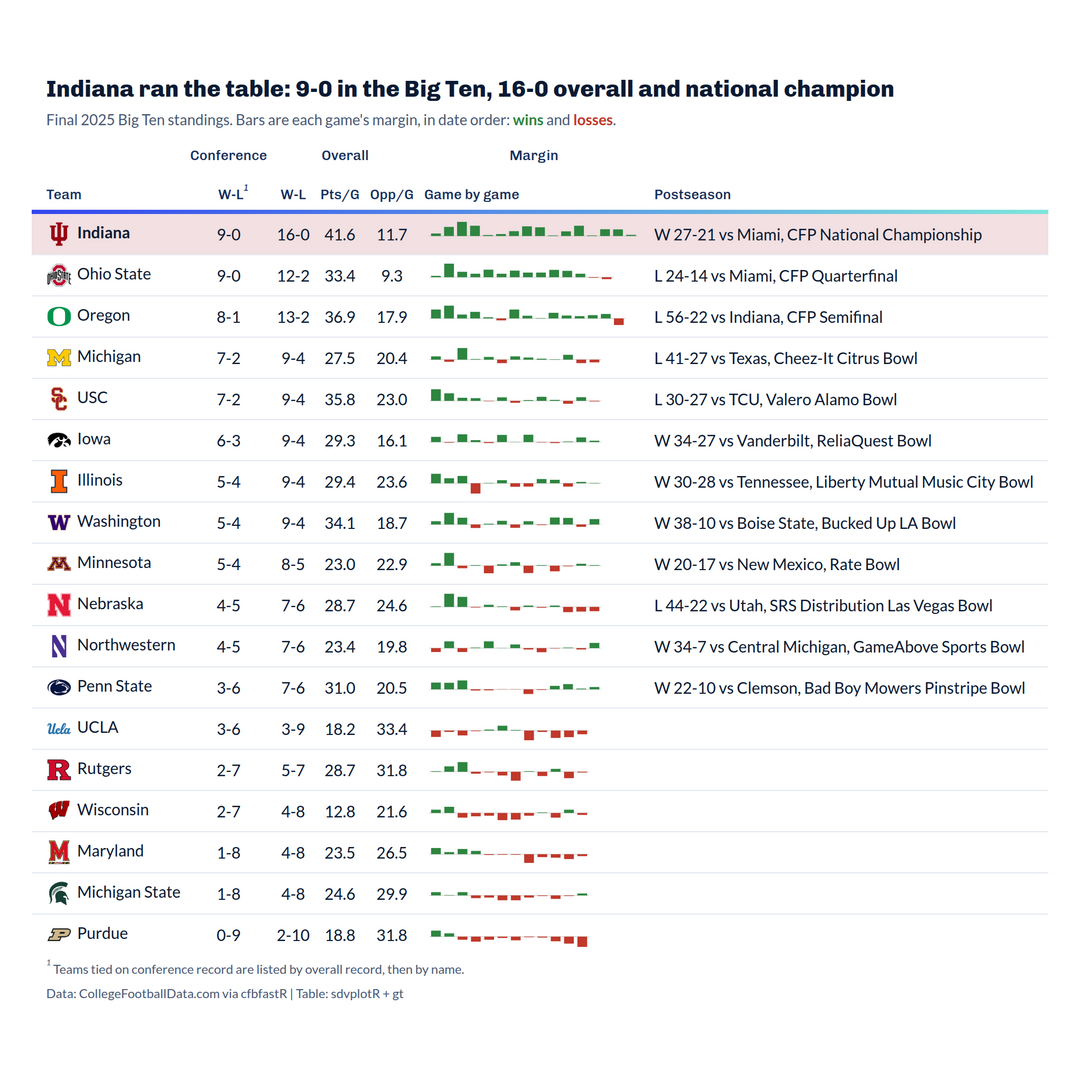 Indiana ran the table: 9-0 in the Big Ten, 16-0 overall and national champion
Final 2025 Big Ten standings. Bars are each game's margin, in date order: wins and losses.
Conference Overall Margin
Team W-L1 W-L Pts/G Opp/G Game by game Postseason
Indiana 9-0 16-0 41.6 11.7 W 27-21 vs Miami, CFP National Championship
OHIO STATE Ohio State 9-0 12-2 33.4 9.3 L 24-14 vs Miami, CFP Quarterfinal
Oregon 8-1 13-2 36.9 17.9 L 56-22 vs Indiana, CFP Semifinal
M Michigan 7-2 9-4 27.5 20.4 L 41-27 vs Texas, Cheez-It Citrus Bowl
SC USC 7-2 9-4 35.8 23.0 L 30-27 vs TCU, Valero Alamo Bowl
Iowa 6-3 9-4 29.3 16.1 W 34-27 vs Vanderbilt, ReliaQuest Bowl
I Illinois 5-4 9-4 29.4 23.6 W 30-28 vs Tennessee, Liberty Mutual Music City Bowl
W Washington 5-4 9-4 34.1 18.7 W 38-10 vs Boise State, Bucked Up LA Bowl
M Minnesota 5-4 8-5 23.0 22.9 W 20-17 vs New Mexico, Rate Bowl
N Nebraska 4-5 7-6 28.7 24.6 L 44-22 vs Utah, SRS Distribution Las Vegas Bowl
N Northwestern 4-5 7-6 23.4 19.8 W 34-7 vs Central Michigan, GameAbove Sports Bowl
Penn State 3-6 7-6 31.0 20.5 W 22-10 vs Clemson, Bad Boy Mowers Pinstripe Bowl
Ucla UCLA 3-6 3-9 18.2 33.4
R Rutgers 2-7 5-7 28.7 31.8
W Wisconsin 2-7 4-8 12.8 21.6
M Maryland 1-8 4-8 23.5 26.5
Michigan State 1-8 4-8 24.6 29.9
P Purdue 0-9 2-10 18.8 31.8
1 Teams tied on conference record are listed by overall record, then by name.
Data: CollegeFootballData.com via cfbfastR | Table: sdvplotR + gt